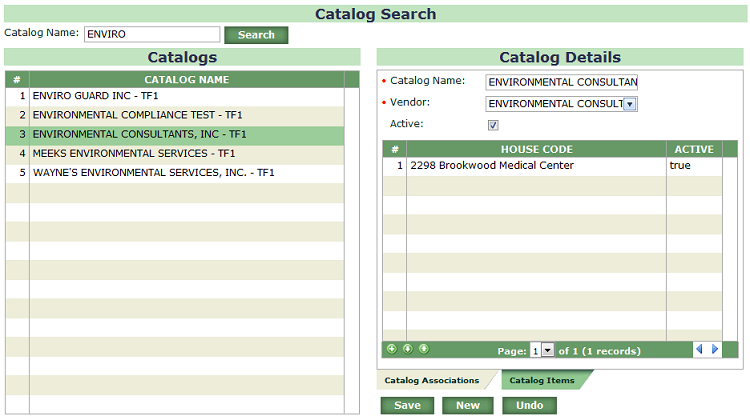 Catalog Search
Catalog Name: ENVIRO Search
Catalogs
# CATALOG NAME
1 ENVIRO GUARD INC - TF1
2 ENVIRONMENTAL COMPLIANCE TEST - TF1
3 ENVIRONMENTAL CONSULTANTS, INC - TF1
4 MEEKS ENVIRONMENTAL SERVICES - TF1
5 WAYNE'S ENVIRONMENTAL SERVICES, INC. - TF1
Catalog Details
• Catalog Name: ENVIRONMENTAL CONSULTAN
• Vendor: ENVIRONMENTAL CONSULT
Active:
# HOUSE CODE ACTIVE
1 2298 Brookwood Medical Center true
Page: 1 of 1 (1 records)
Catalog Associations Catalog Items
Save New Undo